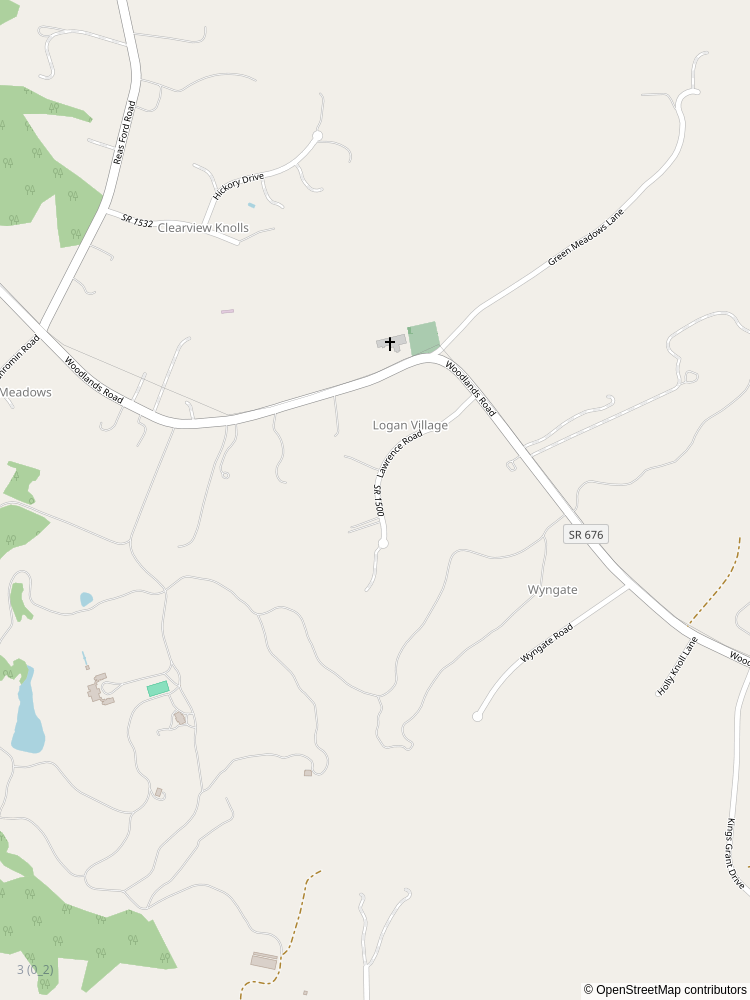 Reas Ford Road
Hickory Drive
SR 1532
Clearview Knolls
Green Meadows Lane
Woodlands Road
Meadows
Woodlands Road
Logan Village
Lawrence Road
SR 1500
SR 676
Wyngate
Wyngate Road
Holly Knoll Lane
Kings Grant Drive
3 (0_2)
© OpenStreetMap contributors